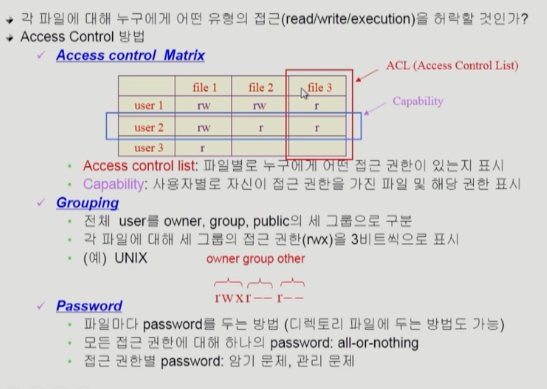 각 파일에 대해 누구에게 어떤 유형의 접근(read/write/execution)을 허락할 것인가?
Access Control 방법
Access control Matrix
ACL (Access Control List)
file 1 file 2 file 3
user 1 rw rw r
Capability
user 2 rw r r
user 3 r
Access control list: 파일별로 누구에게 어떤 접근 권한이 있는지 표시
Capability: 사용자별로 자신이 접근 권한을 가진 파일 및 해당 권한 표시
Grouping
전체 user를 owner, group, public의 세 그룹으로 구분
각 파일에 대해 세 그룹의 접근 권한(rwx)을 3비트씩으로 표시
(예) UNIX owner group other
rwxr--r--
Password
파일마다 password를 두는 방법 (디렉토리 파일에 두는 방법도 가능)
모든 접근 권한에 대해 하나의 password: all-or-nothing
접근 권한별 password: 암기 문제, 관리 문제